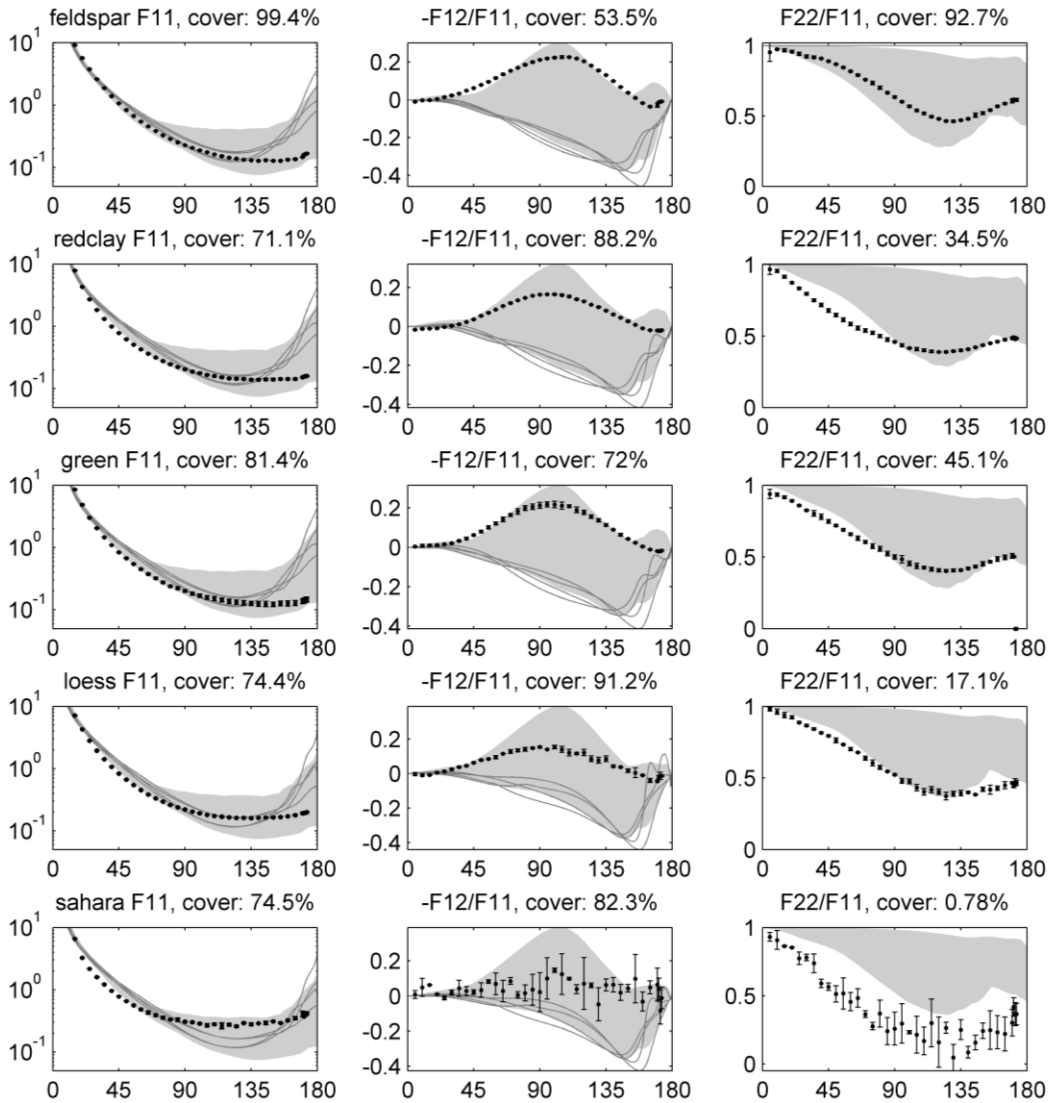 feldspar F11, cover: 99.4% -F12/F11, cover: 53.5% F22/F11, cover: 92.7%
10^1 0.2 1
10^0 0
0.5
10^-1 -0.2
-0.4 0
0 45 90 135 180 0 45 90 135 180 0 45 90 135 180
redclay F11, cover: 71.1% -F12/F11, cover: 88.2% F22/F11, cover: 34.5%
10^1 0.2 1
10^0 0
0.5
10^-1 -0.2
-0.4 0
0 45 90 135 180 0 45 90 135 180 0 45 90 135 180
green F11, cover: 81.4% -F12/F11, cover: 72% F22/F11, cover: 45.1%
10^1 0.2 1
10^0 0
0.5
10^-1 -0.2
-0.4 0
0 45 90 135 180 0 45 90 135 180 0 45 90 135 180
loess F11, cover: 74.4% -F12/F11, cover: 91.2% F22/F11, cover: 17.1%
10^1 0.2 1
10^0 0
0.5
10^-1 -0.2
-0.4 0
0 45 90 135 180 0 45 90 135 180 0 45 90 135 180
sahara F11, cover: 74.5% -F12/F11, cover: 82.3% F22/F11, cover: 0.78%
10^1 0.2 1
10^0 0
0.5
10^-1 -0.2
-0.4 0
0 45 90 135 180 0 45 90 135 180 0 45 90 135 180